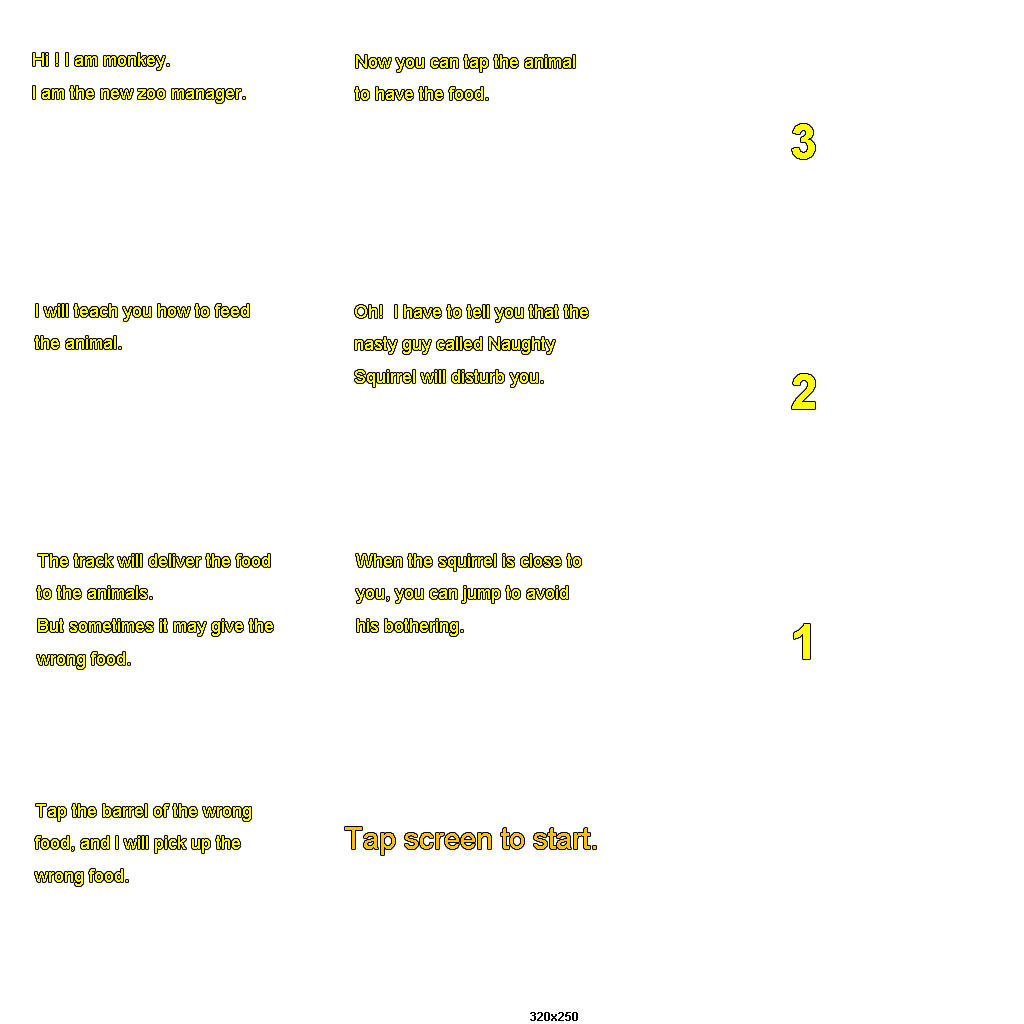 Hi ! I am monkey.
I am the new zoo manager.
I will teach you how to feed
the animal.
The track will deliver the food
to the animals.
But sometimes it may give the
wrong food.
Tap the barrel of the wrong
food, and I will pick up the
wrong food.
Now you can tap the animal
to have the food.
Oh!  I have to tell you that the
nasty guy called Naughty
Squirrel will disturb you.
When the squirrel is close to
you, you can jump to avoid
his bothering.
Tap screen to start.
3
2
1
320x250